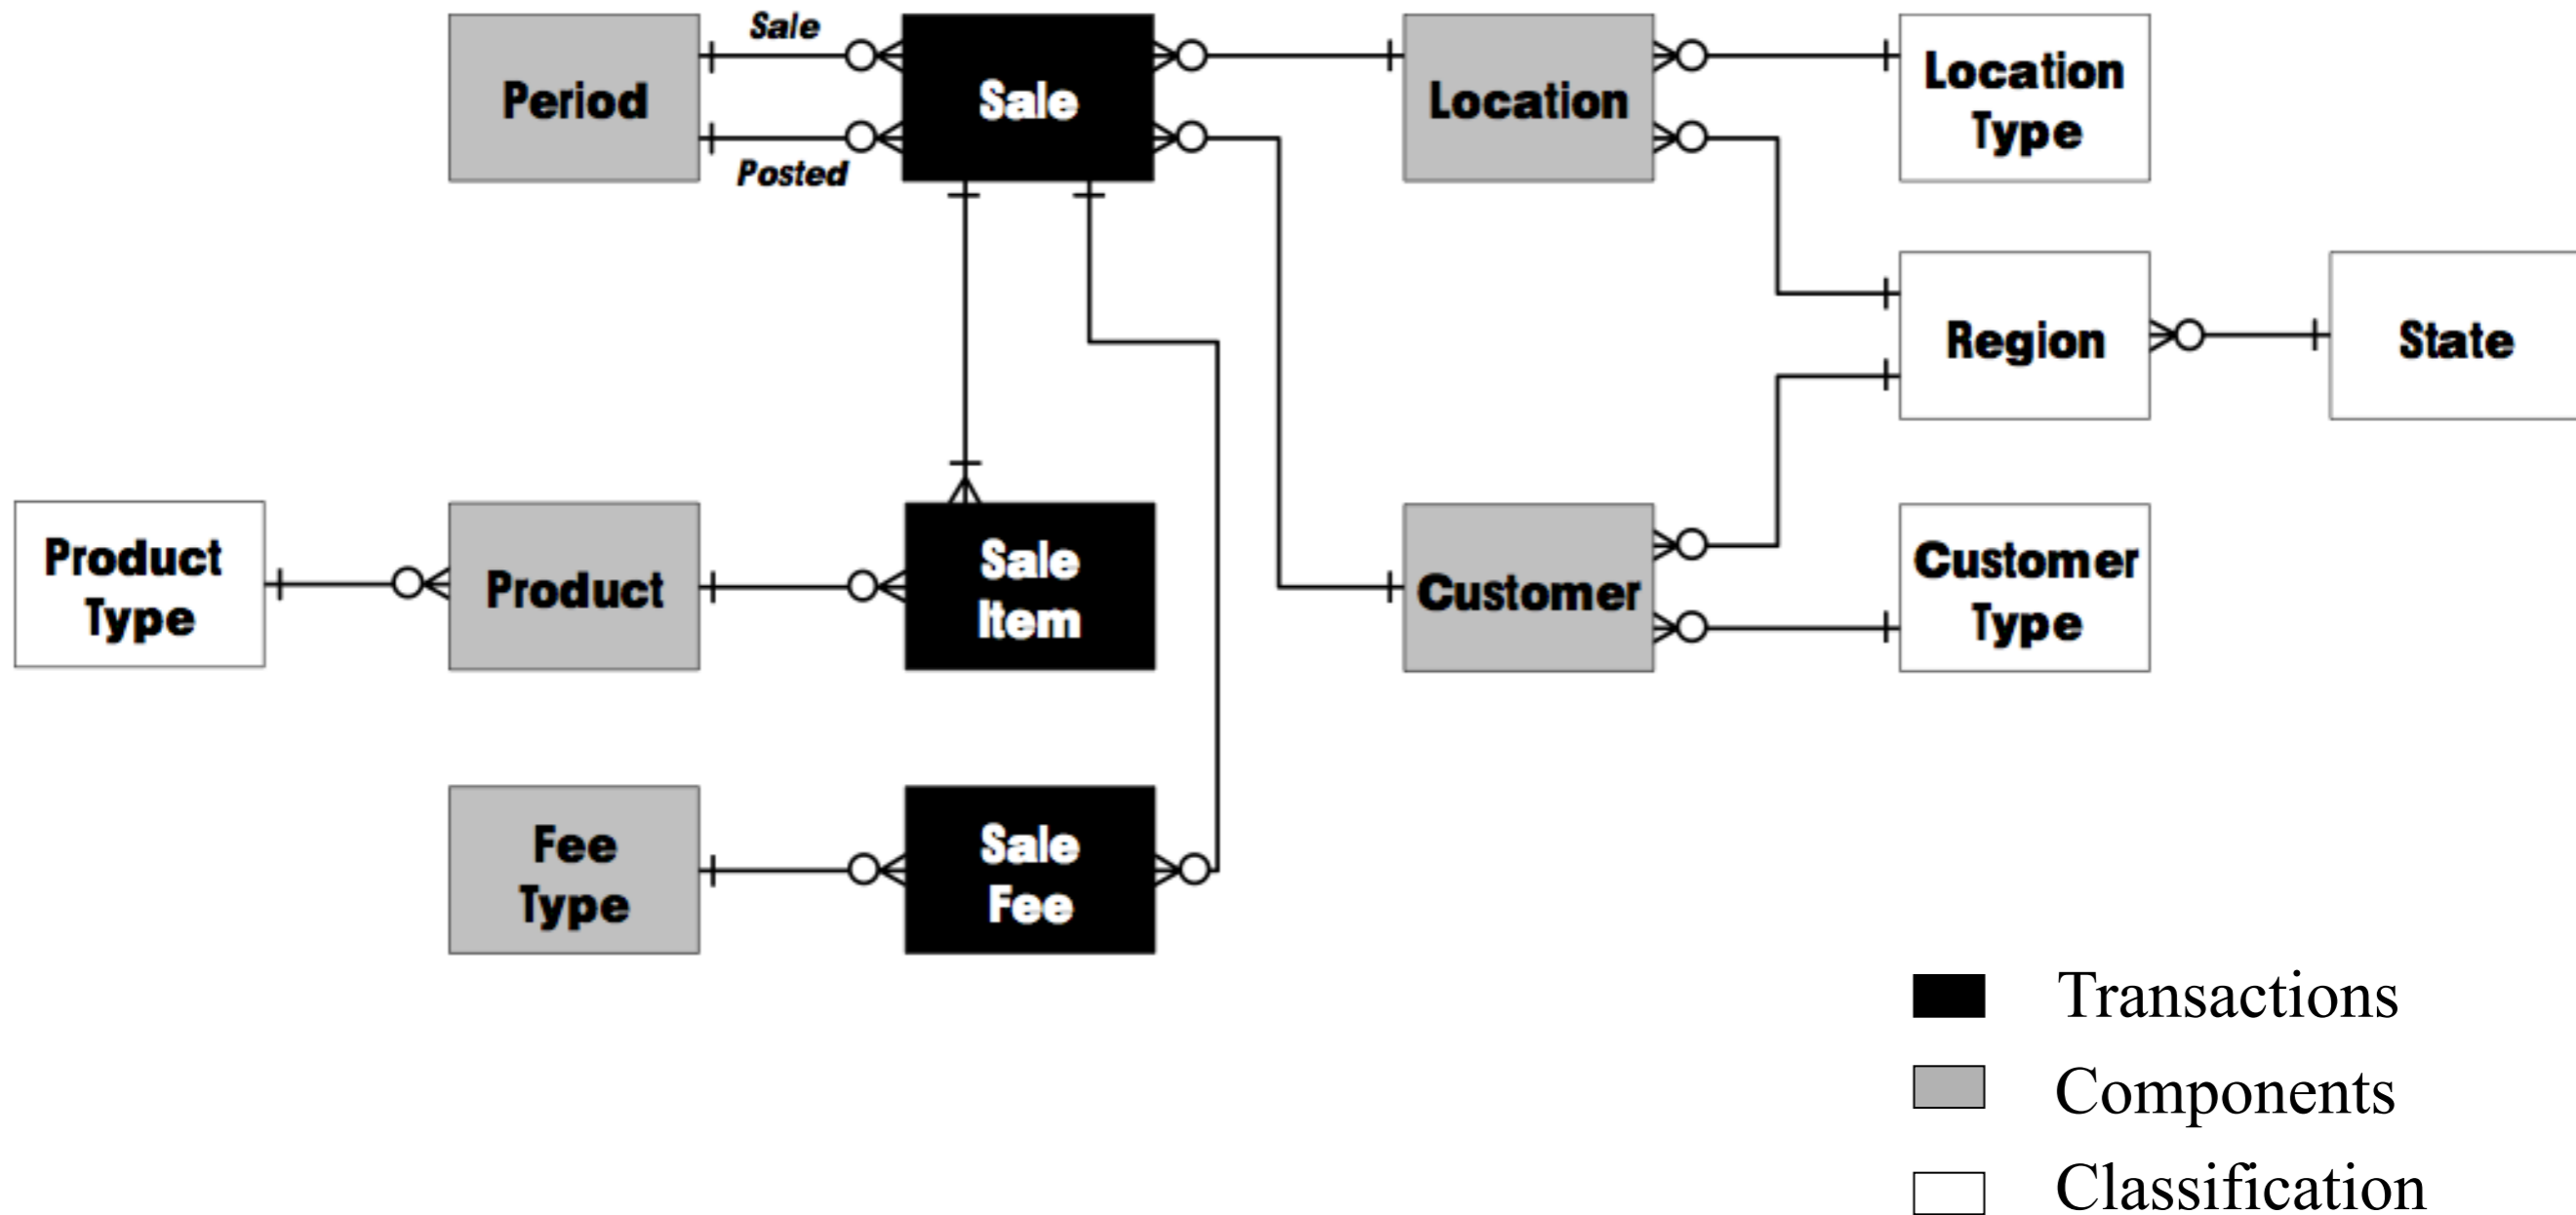 Sale
Period
Sale
Location
Location
Type
Posted
Region
State
Product
Type
Product
Sale
Item
Customer
Customer
Type
Fee
Type
Sale
Fee
Transactions
Components
Classification